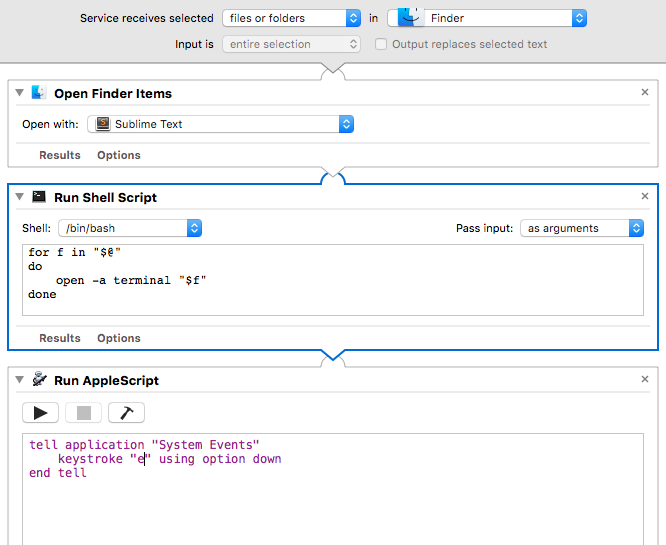 Service receives selected files or folders in Finder
Input is entire selection Output replaces selected text
Open Finder Items
Open with: Sublime Text
Results Options
Run Shell Script
Shell: /bin/bash Pass input: as arguments
for f in "$@"
do
    open -a terminal "$f"
done
Results Options
Run AppleScript
tell application "System Events"
    keystroke "e" using option down
end tell